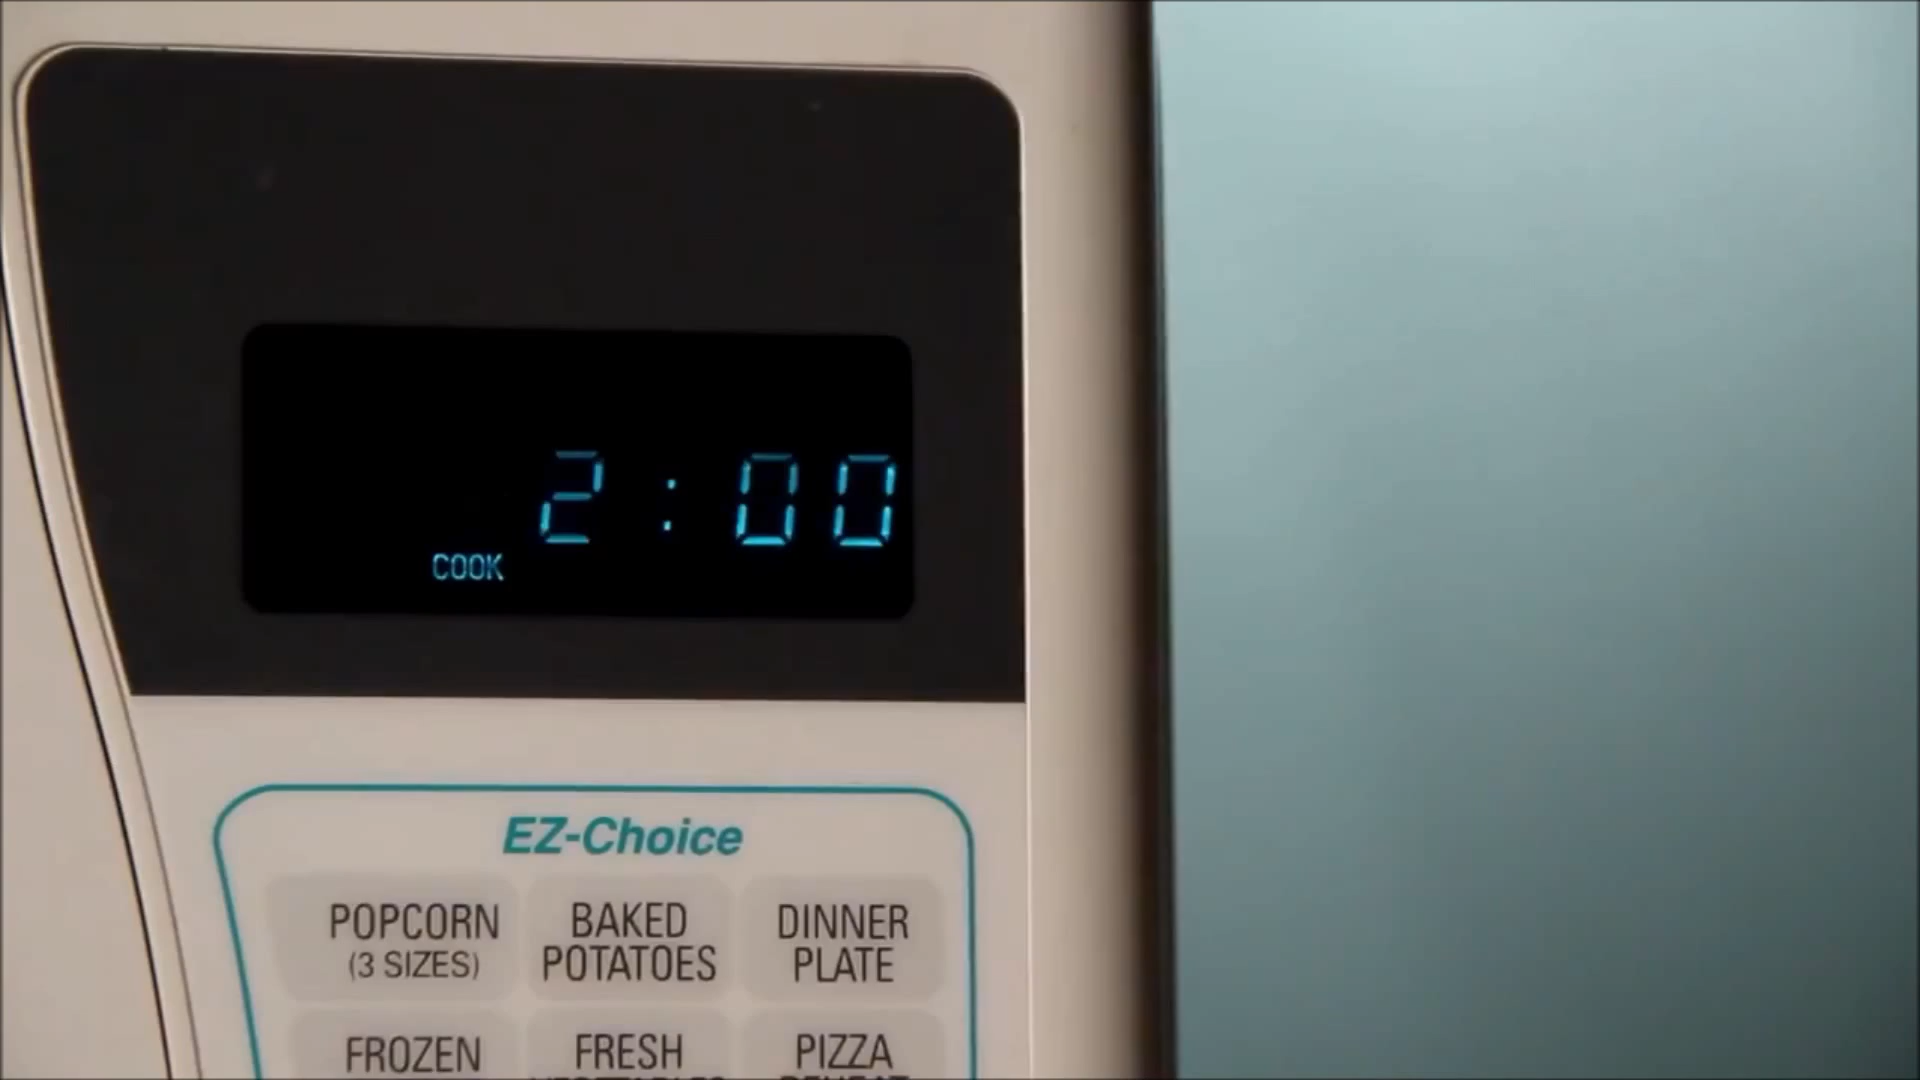 2:00
COOK
EZ-Choice
POPCORN
(3 SIZES)
BAKED
POTATOES
DINNER
PLATE
FROZEN
FRESH
PIZZA